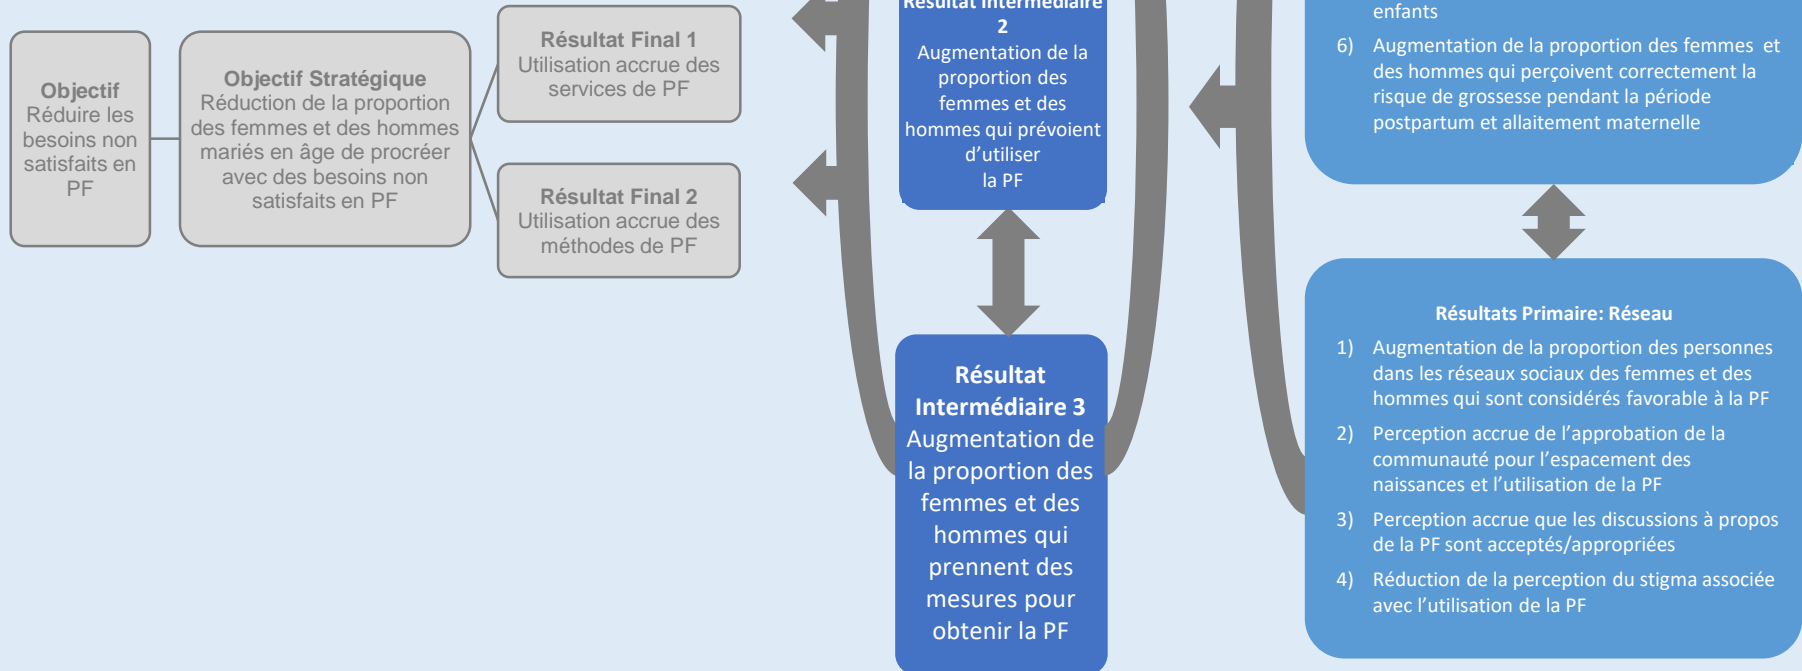 Objectif
Réduire les
besoins non
satisfaits en
PF
Objectif Stratégique
Réduction de la proportion
des femmes et des hommes
mariés en âge de procréer
avec des besoins non
satisfaits en PF
Résultat Final 1
Utilisation accrue des
services de PF
Résultat Final 2
Utilisation accrue des
méthodes de PF
Résultat Intermédiaire
2
Augmentation de la
proportion des
femmes et des
hommes qui prévoient
d’utiliser
la PF
Résultat
Intermédiaire 3
Augmentation de
la proportion des
femmes et des
hommes qui
prennent des
mesures pour
obtenir la PF
enfants
6) Augmentation de la proportion des femmes et
des hommes qui perçoivent correctement la
risque de grossesse pendant la période
postpartum et allaitement maternelle
Résultats Primaire: Réseau
1) Augmentation de la proportion des personnes
dans les réseaux sociaux des femmes et des
hommes qui sont considérés favorable à la PF
2) Perception accrue de l’approbation de la
communauté pour l’espacement des
naissances et l’utilisation de la PF
3) Perception accrue que les discussions à propos
de la PF sont acceptés/appropriées
4) Réduction de la perception du stigma associée
avec l’utilisation de la PF